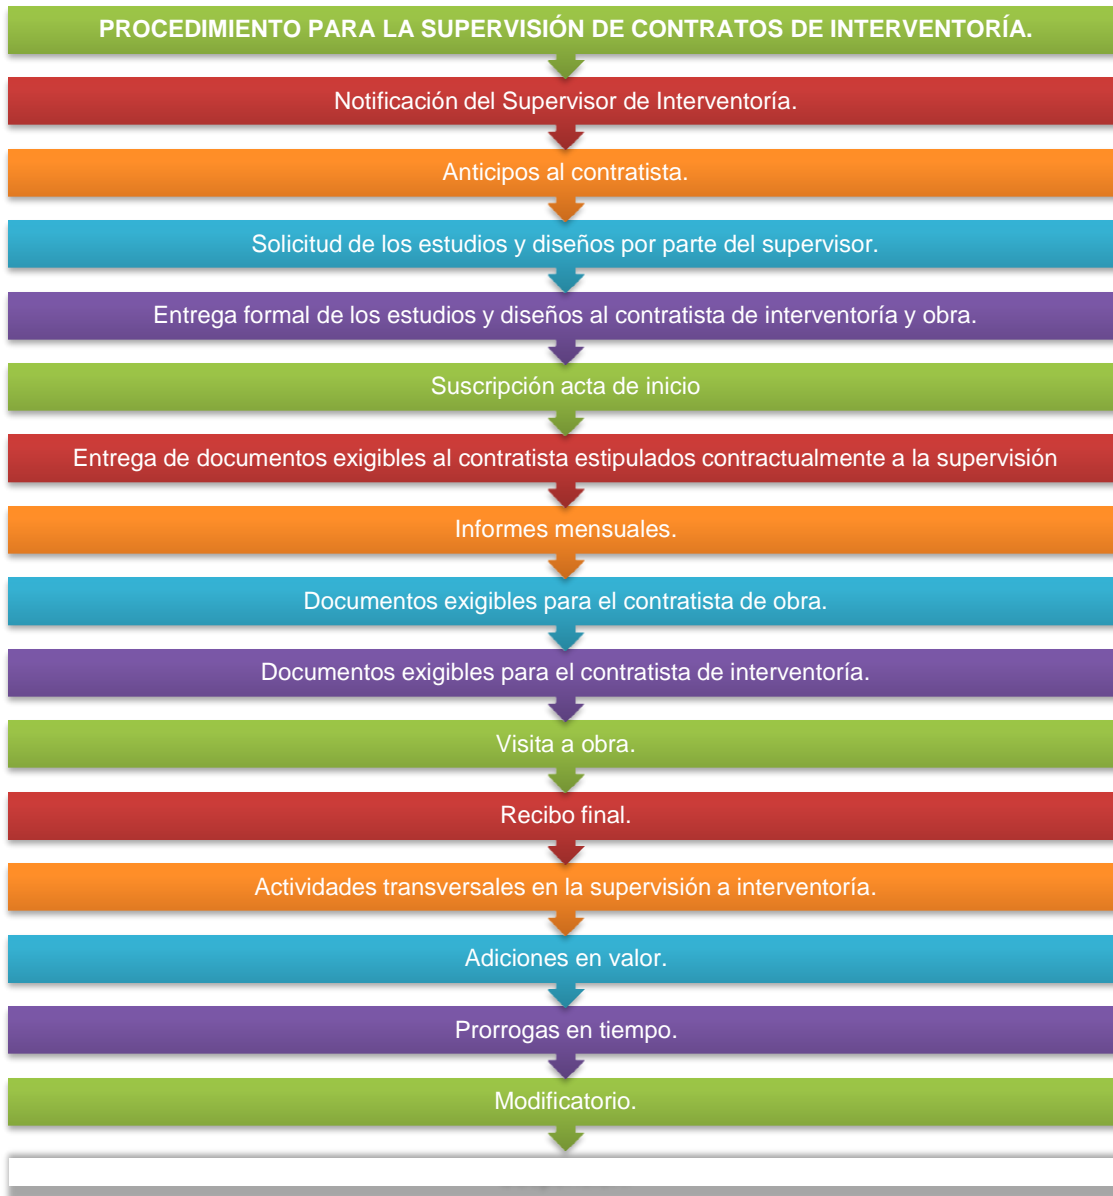 PROCEDIMIENTO PARA LA SUPERVISIÓN DE CONTRATOS DE INTERVENTORÍA.
Notificación del Supervisor de Interventoría.
Anticipos al contratista.
Solicitud de los estudios y diseños por parte del supervisor.
Entrega formal de los estudios y diseños al contratista de interventoría y obra.
Suscripción acta de inicio
Entrega de documentos exigibles al contratista estipulados contractualmente a la supervisión
Informes mensuales.
Documentos exigibles para el contratista de obra.
Documentos exigibles para el contratista de interventoría.
Visita a obra.
Recibo final.
Actividades transversales en la supervisión a interventoría.
Adiciones en valor.
Prorrogas en tiempo.
Modificatorio.